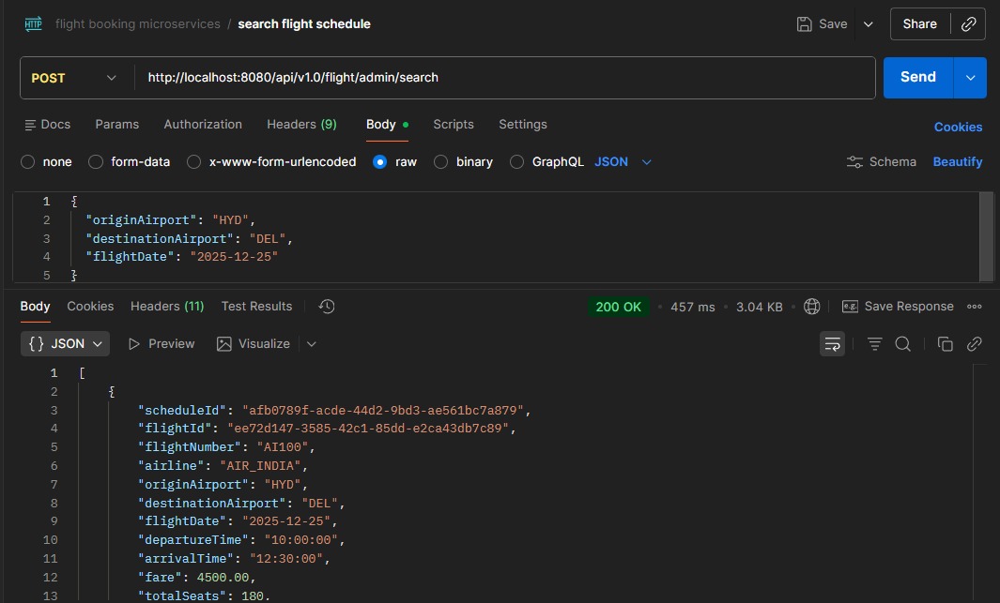 HTTP flight booking microservices / search flight schedule Save Share
POST http://localhost:8080/api/v1.0/flight/admin/search Send
Docs Params Authorization Headers (9) Body Scripts Settings Cookies
none form-data x-www-form-urlencoded raw binary GraphQL JSON Schema Beautify
1 {
2 "originAirport": "HYD",
3 "destinationAirport": "DEL",
4 "flightDate": "2025-12-25"
5 }
Body Cookies Headers (11) Test Results 200 OK • 457 ms • 3.04 KB • e.g. Save Response
{} JSON Preview Visualize
1 [
2 {
3 "scheduleId": "afb0789f-acde-44d2-9bd3-ae561bc7a879",
4 "flightId": "ee72d147-3585-42c1-85dd-e2ca43db7c89",
5 "flightNumber": "AI100",
6 "airline": "AIR_INDIA",
7 "originAirport": "HYD",
8 "destinationAirport": "DEL",
9 "flightDate": "2025-12-25",
10 "departureTime": "10:00:00",
11 "arrivalTime": "12:30:00",
12 "fare": 4500.00,
13 "totalSeats": 180,